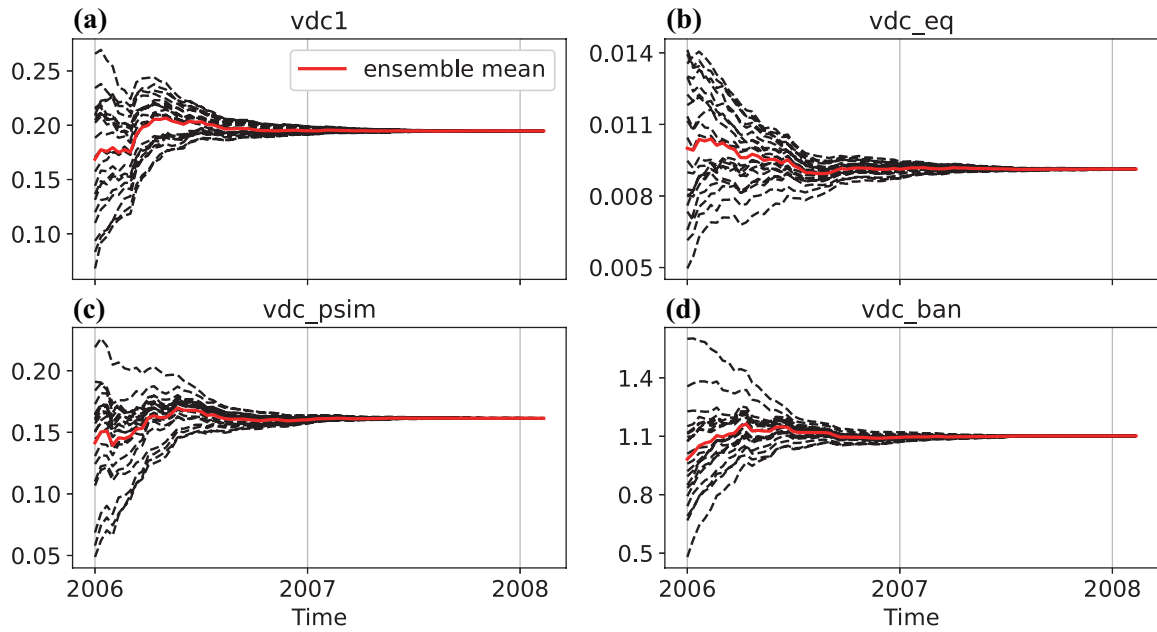 (a) vdc1
(b) vdc_eq
0.25
0.20
0.15
0.10
ensemble mean
0.014
0.011
0.008
0.005
(c) vdc_psim
(d) vdc_ban
0.20
0.15
0.10
0.05
1.4
1.1
0.8
0.5
2006 2007 2008
Time
2006 2007 2008
Time